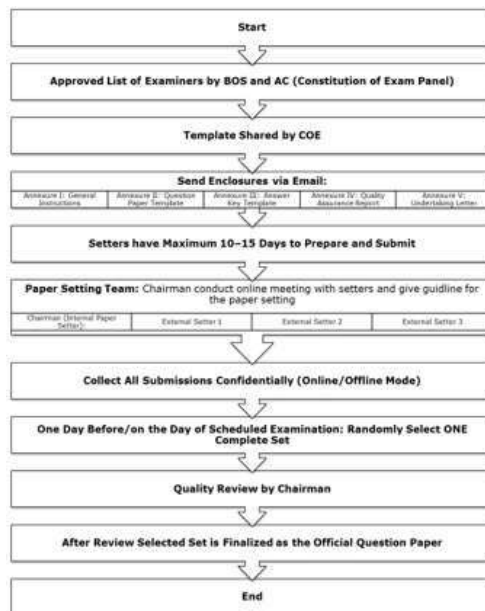 Start
Approved List of Examiners by BOS and AC (Constitution of Exam Panel)
Template Shared by COE
Send Enclosures via Email:
Annexure I: General
Instructions
Annexure II: Question
Paper Template
Annexure III: Answer
Key Template
Annexure IV: Quality
Assurance Report
Annexure V:
Undertaking Letter
Setters have Maximum 10–15 Days to Prepare and Submit
Paper Setting Team: Chairman conduct online meeting with setters and give guidline for
the paper setting
Chairman (Internal Paper
Setter):
External Setter 1
External Setter 2
External Setter 3
Collect All Submissions Confidentially (Online/Offline Mode)
One Day Before/on the Day of Scheduled Examination: Randomly Select ONE
Complete Set
Quality Review by Chairman
After Review Selected Set is Finalized as the Official Question Paper
End